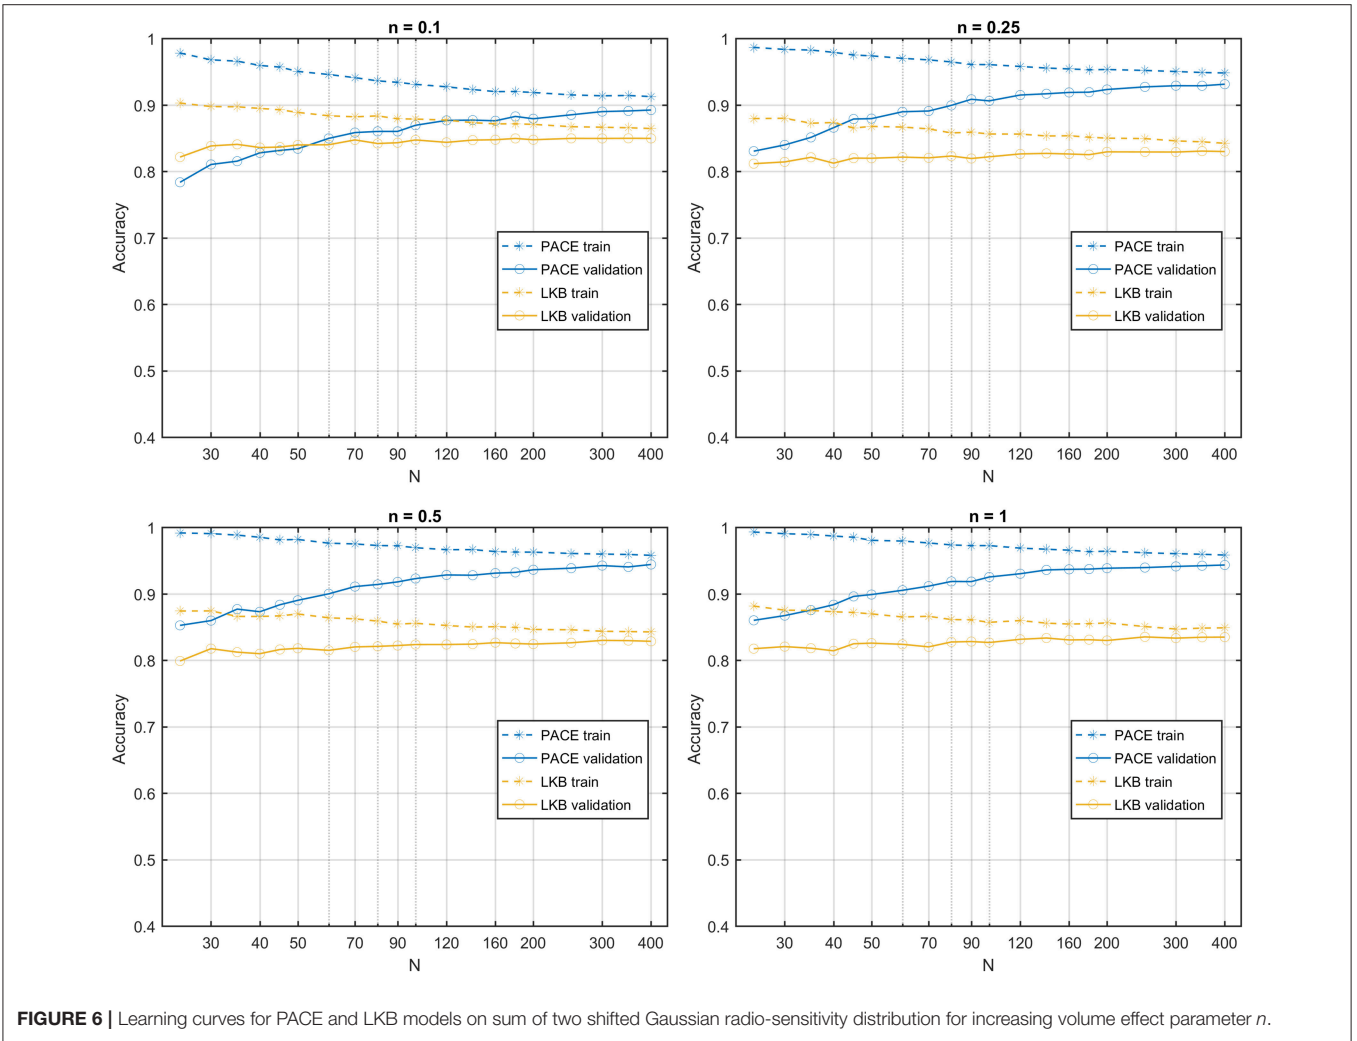 n = 0.1
1
0.9
0.8
0.7
0.6
0.5
0.4
Accuracy
30 40 50 70 90 120 160 200 300 400
N
PACE train
PACE validation
LKB train
LKB validation
n = 0.25
1
0.9
0.8
0.7
0.6
0.5
0.4
Accuracy
30 40 50 70 90 120 160 200 300 400
N
PACE train
PACE validation
LKB train
LKB validation
n = 0.5
1
0.9
0.8
0.7
0.6
0.5
0.4
Accuracy
30 40 50 70 90 120 160 200 300 400
N
PACE train
PACE validation
LKB train
LKB validation
n = 1
1
0.9
0.8
0.7
0.6
0.5
0.4
Accuracy
30 40 50 70 90 120 160 200 300 400
N
PACE train
PACE validation
LKB train
LKB validation
FIGURE 6 | Learning curves for PACE and LKB models on sum of two shifted Gaussian radio-sensitivity distribution for increasing volume effect parameter n.